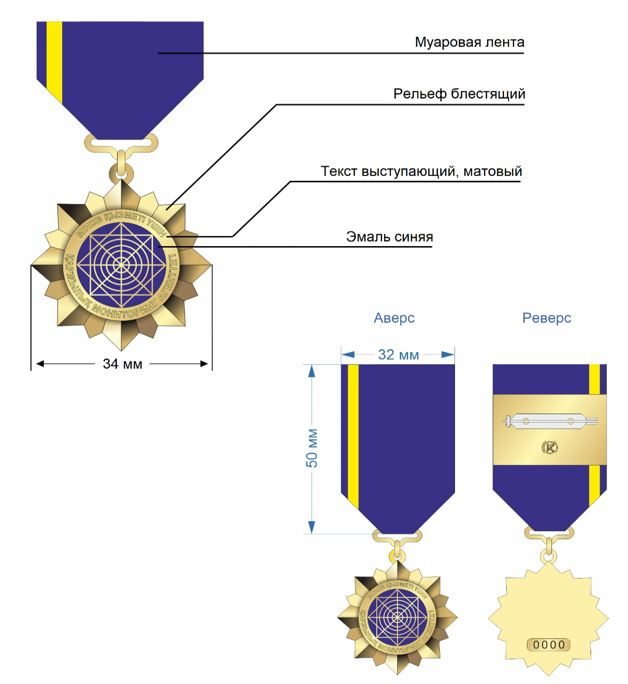 Муаровая лента
Рельеф блестящий
Текст выступающий, матовый
Эмаль синяя
34 мм
Аверс
Реверс
32 мм
50 мм
K
0000